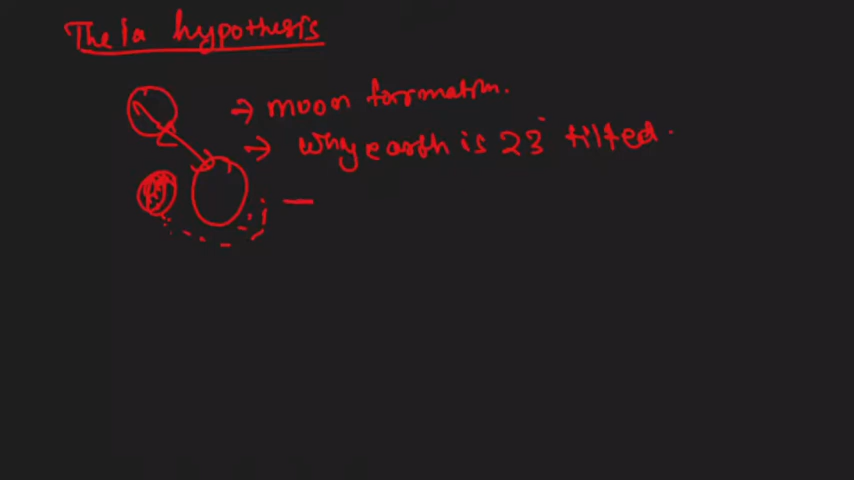 Theia hypothesis
→ moon formation.
→ why earth is 23° tilted.